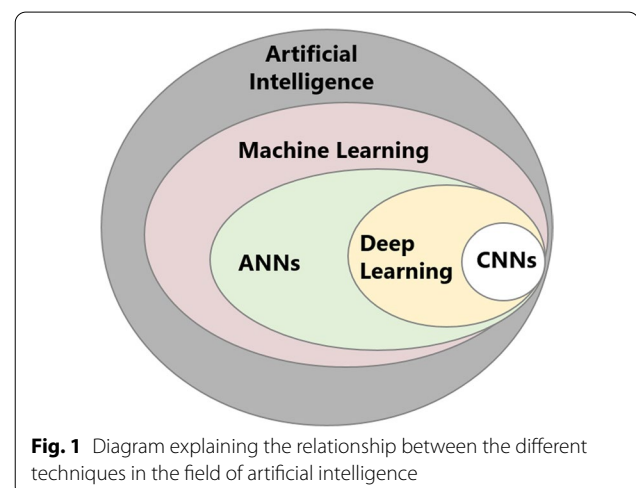 Artificial
Intelligence
Machine Learning
ANNs
Deep
Learning
CNNs
Fig. 1 Diagram explaining the relationship between the different
techniques in the field of artificial intelligence